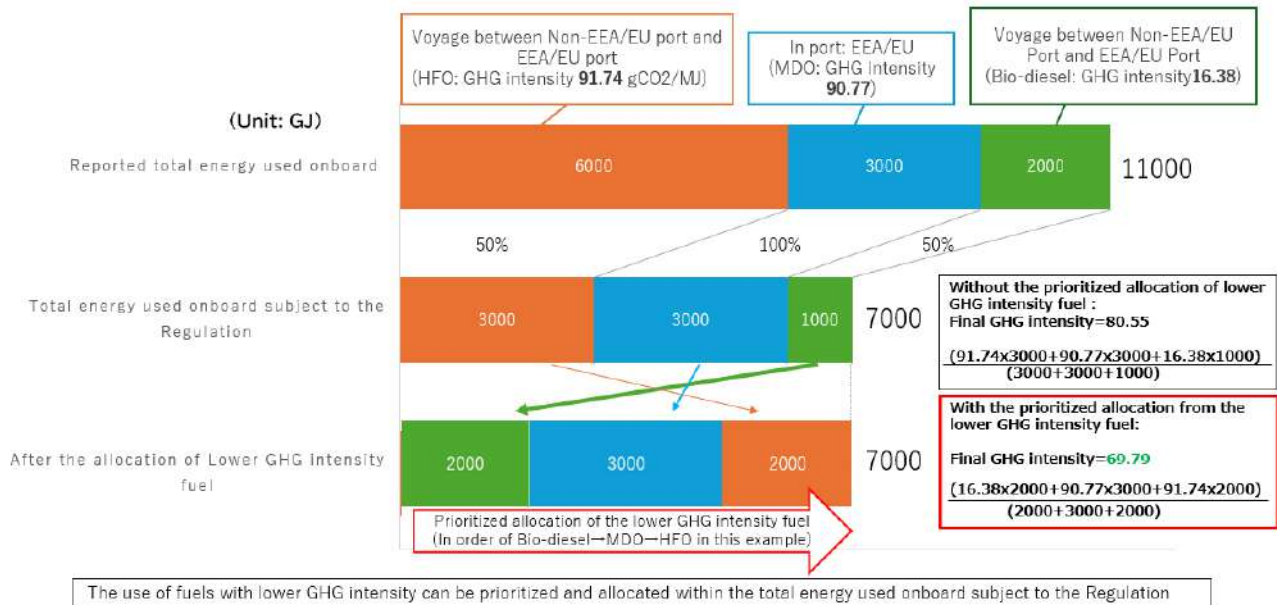 Voyage between Non-EEA/EU port and
EEA/EU port
(HFO: GHG intensity 91.74 gCO2/MJ)
In port: EEA/EU
(MDO: GHG intensity
90.77)
Voyage between Non-EEA/EU
Port and EEA/EU Port
(Bio-diesel: GHG intensity16.38)
(Unit: GJ)
Reported total energy used onboard
6000
3000
2000
11000
50%
100%
50%
Total energy used onboard subject to the
Regulation
3000
3000
1000
7000
Without the prioritized allocation of lower
GHG intensity fuel :
Final GHG intensity=80.55
(91.74x3000+90.77x3000+16.38x1000)
(3000+3000+1000)
After the allocation of Lower GHG intensity
fuel
2000
3000
2000
7000
With the prioritized allocation from the
lower GHG intensity fuel:
Final GHG intensity=69.79
(16.38x2000+90.77x3000+91.74x2000)
(2000+3000+2000)
Prioritized allocation of the lower GHG intensity fuel
(In order of Bio-diesel→MDO→HFO in this example)
The use of fuels with lower GHG intensity can be prioritized and allocated within the total energy used onboard subject to the Regulation